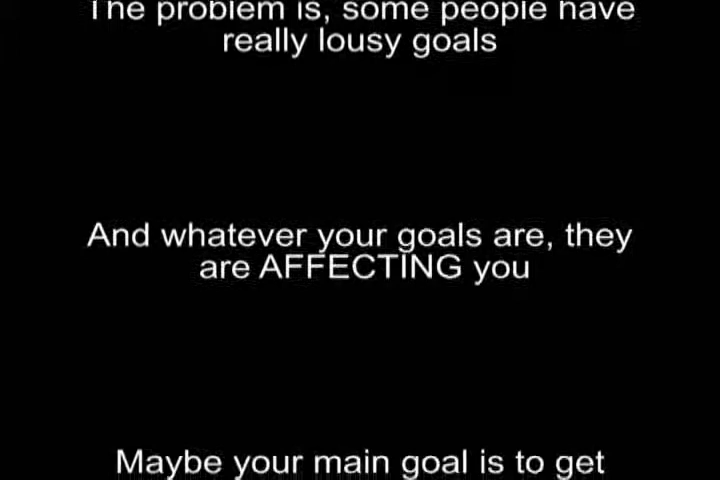 The problem is, some people have
really lousy goals
And whatever your goals are, they
are AFFECTING you
Maybe your main goal is to get